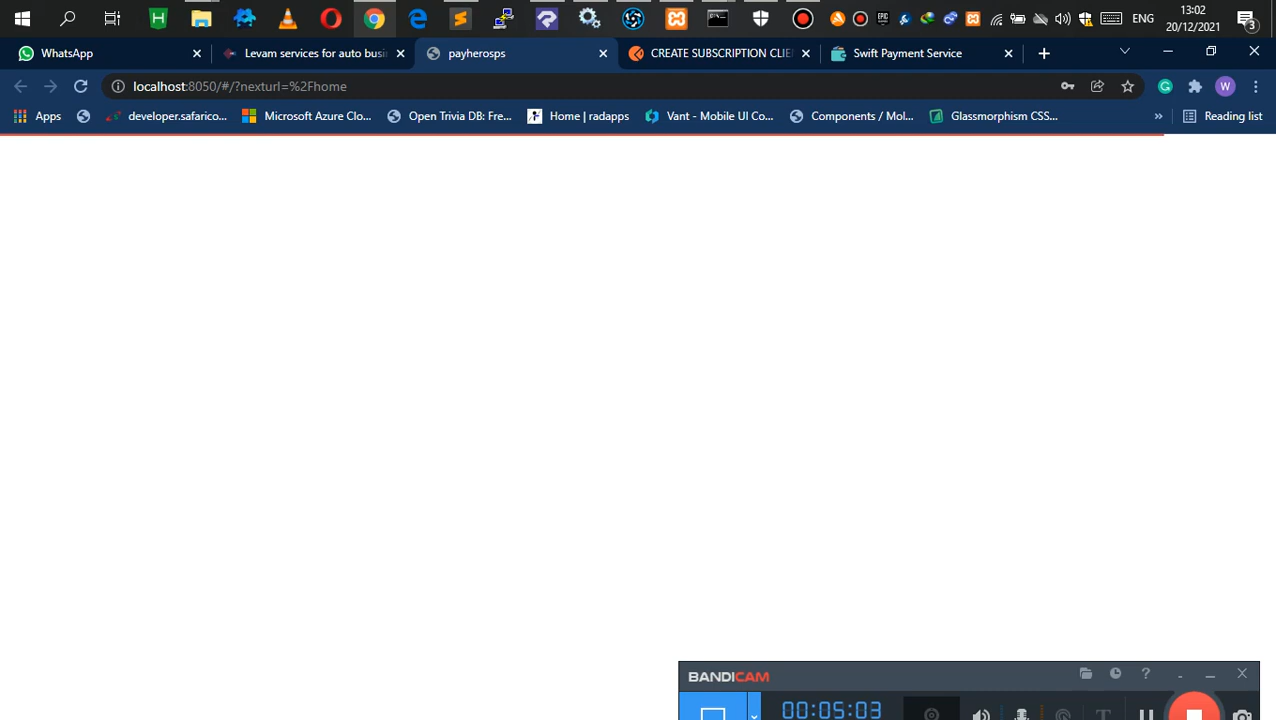 13:02
ENG
20/12/2021
3
WhatsApp
Levam services for auto busi
payherosps
CREATE SUBSCRIPTION CLIE
Swift Payment Service
localhost:8050/#/?nexturl=%2Fhome
W
Apps
developer.safarico...
Microsoft Azure Clo...
Open Trivia DB: Fre...
Home | radapps
Vant - Mobile UI Co...
Components / Mol...
Glassmorphism CSS...
»
Reading list
BANDICAM
00:05:03